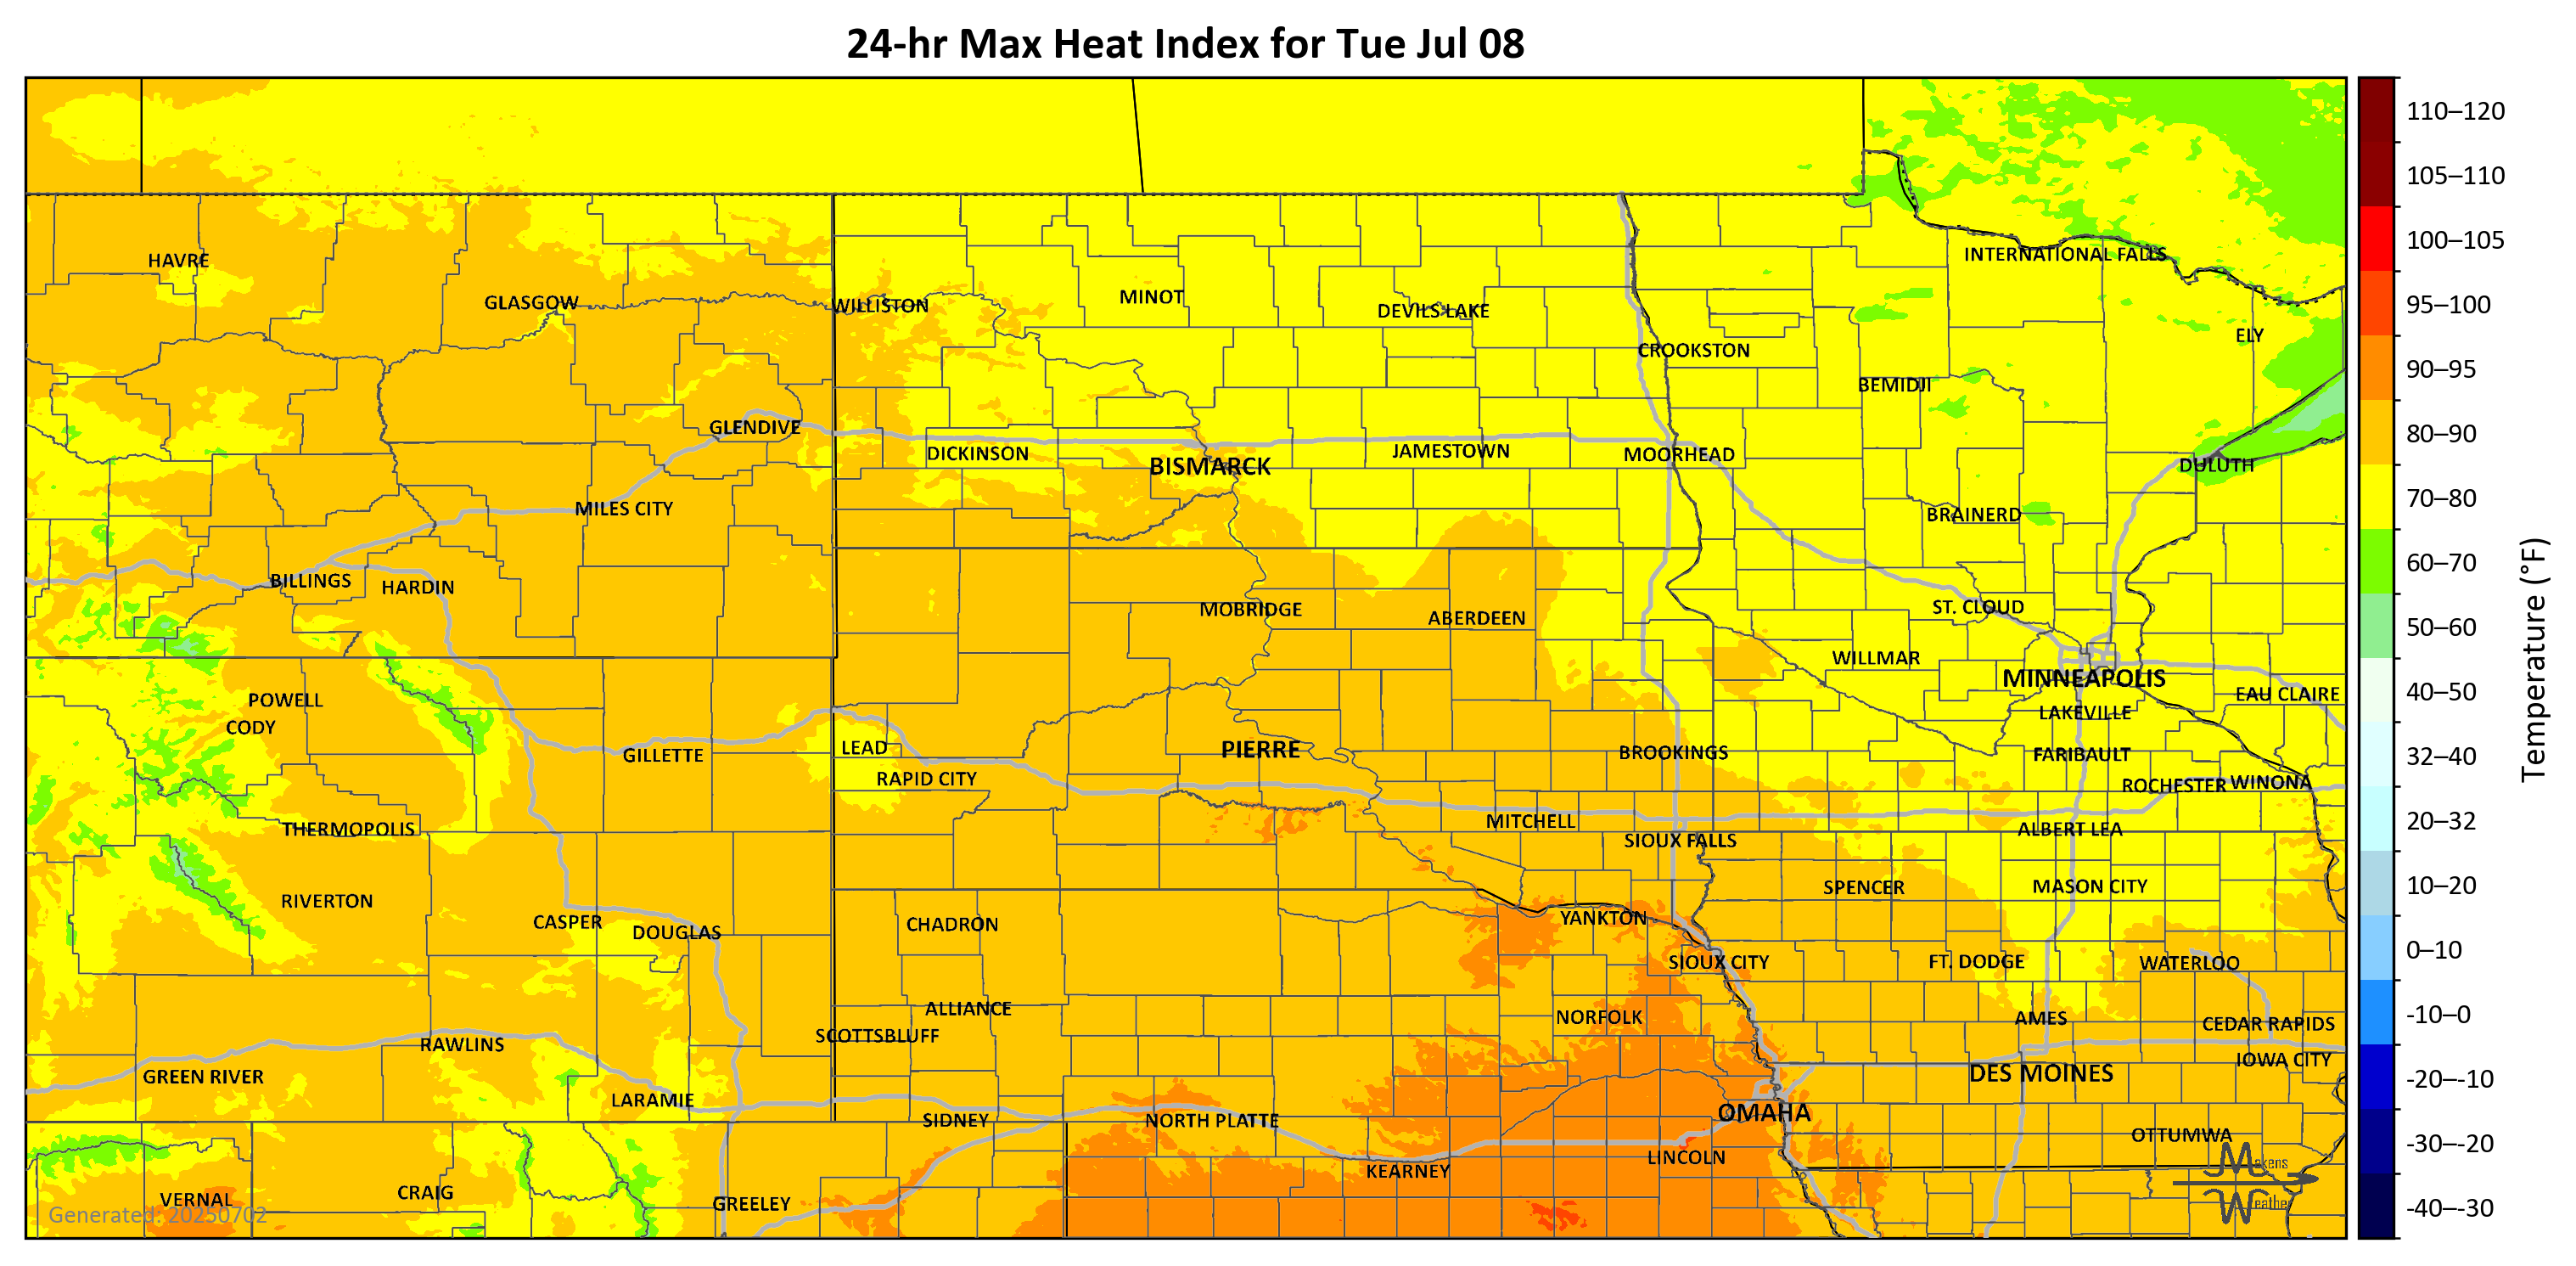 24-hr Max Heat Index for Tue Jul 08
110–120
105–110
HAVRE
INTERNATIONAL FALLS
100–105
GLASGOW
WILLISTON
MINOT
DEVILS LAKE
95–100
CROOKSTON
ELY
BEMIDJI
90–95
GLENDIVE
DICKINSON
BISMARCK
JAMESTOWN
MOORHEAD
DULUTH
80–90
MILES CITY
BRAINERD
70–80
BILLINGS
HARDIN
60–70
MOBRIDGE
ABERDEEN
ST. CLOUD
50–60
WILLMAR
MINNEAPOLIS
POWELL
EAU CLAIRE
40–50
CODY
LAKEVILLE
GILLETTE
LEAD
PIERRE
BROOKINGS
FARIBAULT
32–40
Temperature (°F)
RAPID CITY
ROCHESTER
WINONA
THERMOPOLIS
MITCHELL
SIOUX FALLS
ALBERT LEA
20–32
RIVERTON
SPENCER
MASON CITY
10–20
CASPER
DOUGLAS
CHADRON
YANKTON
0–10
SIOUX CITY
FT. DODGE
WATERLOO
ALLIANCE
NORFOLK
AMES
CEDAR RAPIDS
-10–0
RAWLINS
SCOTTSBLUFF
IOWA CITY
GREEN RIVER
DES MOINES
-20–-10
LARAMIE
SIDNEY
NORTH PLATTE
OMAHA
OTTUMWA
-30–-20
KEARNEY
LINCOLN
Makens
Weather
VERNAL
CRAIG
GREELEY
-40–-30
Generated: 20250702